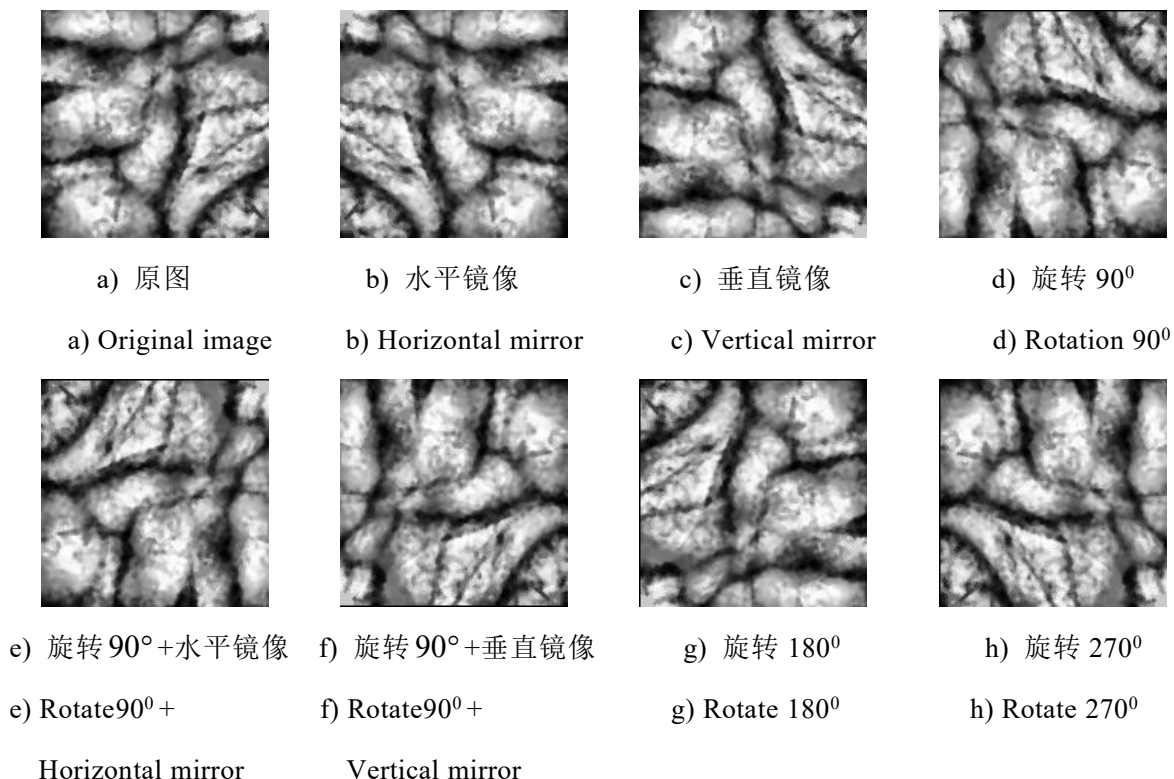 a) 原图 b) 水平镜像 c) 垂直镜像 d) 旋转 90⁰
a) Original image b) Horizontal mirror c) Vertical mirror d) Rotation 90⁰
e) 旋转 90°+水平镜像 f) 旋转 90°+垂直镜像 g) 旋转 180⁰ h) 旋转 270⁰
e) Rotate90⁰ + f) Rotate90⁰ + g) Rotate 180⁰ h) Rotate 270⁰
Horizontal mirror Vertical mirror